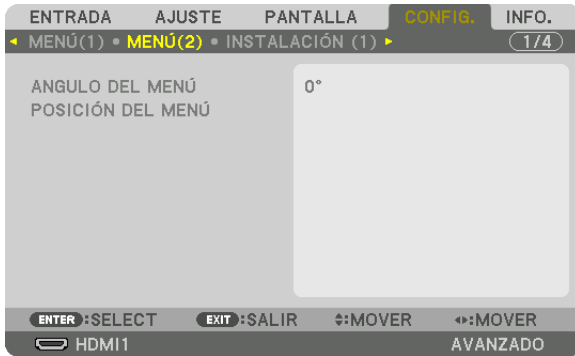 ENTRADA AJUSTE PANTALLA CONFIG. INFO.
MENÚ(1) • MENÚ(2) • INSTALACIÓN (1) 1/4
ANGULO DEL MENÚ 0°
POSICIÓN DEL MENÚ
ENTER :SELECT EXIT :SALIR :MOVER :MOVER
HDMI1 AVANZADO